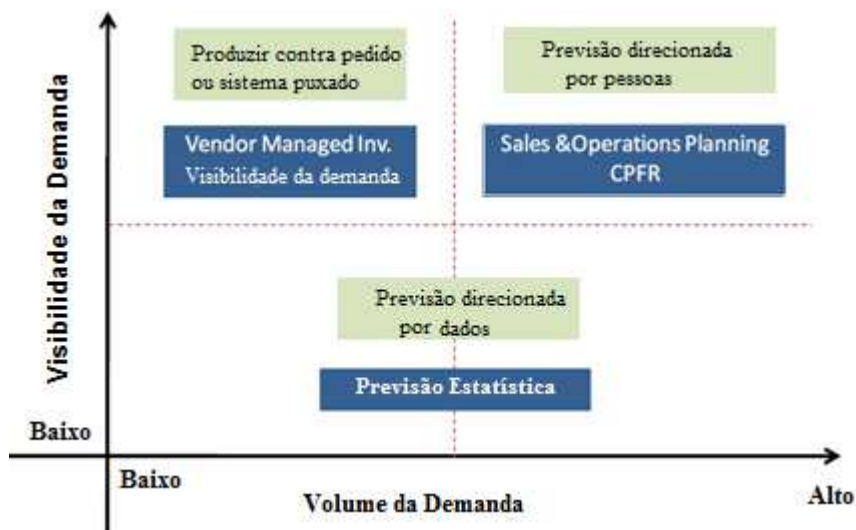 Visibilidade da Demanda
Produzir contra pedido
ou sistema puxado
Previsão direcionada
por pessoas
Vendor Managed Inv.
Visibilidade da demanda
Sales &Operations Planning
CPFR
Previsão direcionada
por dados
Previsão Estatística
Baixo
Baixo
Volume da Demanda
Alto